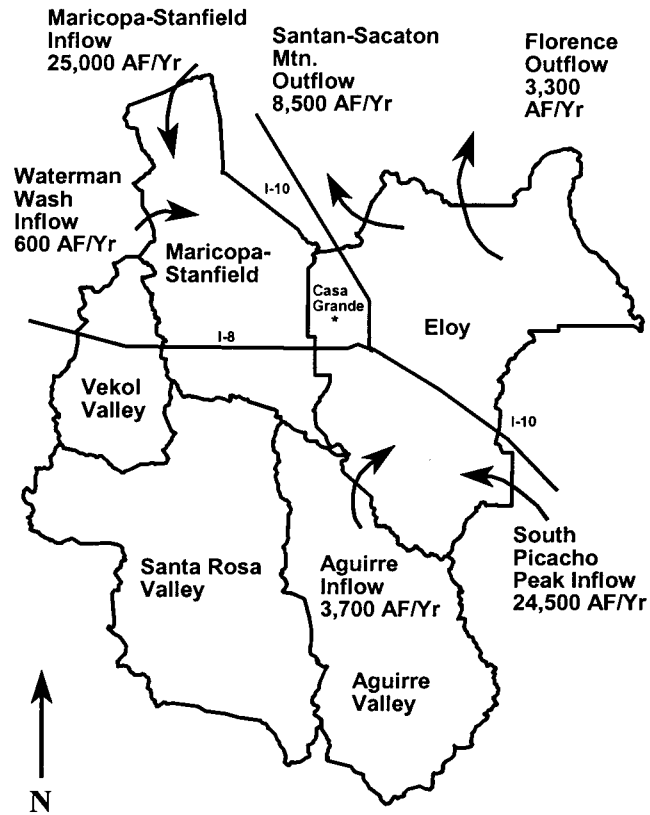 Maricopa-Stanfield
Inflow
25,000 AF/Yr
Santan-Sacaton
Mtn.
Outflow
8,500 AF/Yr
Florence
Outflow
3,300
AF/Yr
Waterman
Wash
Inflow
600 AF/Yr
I-10
Maricopa-
Stanfield
Casa
Grande
*
Eloy
I-8
Vekol
Valley
I-10
South
Picacho
Peak Inflow
24,500 AF/Yr
Santa Rosa
Valley
Aguirre
Inflow
3,700 AF/Yr
Aguirre
Valley
N